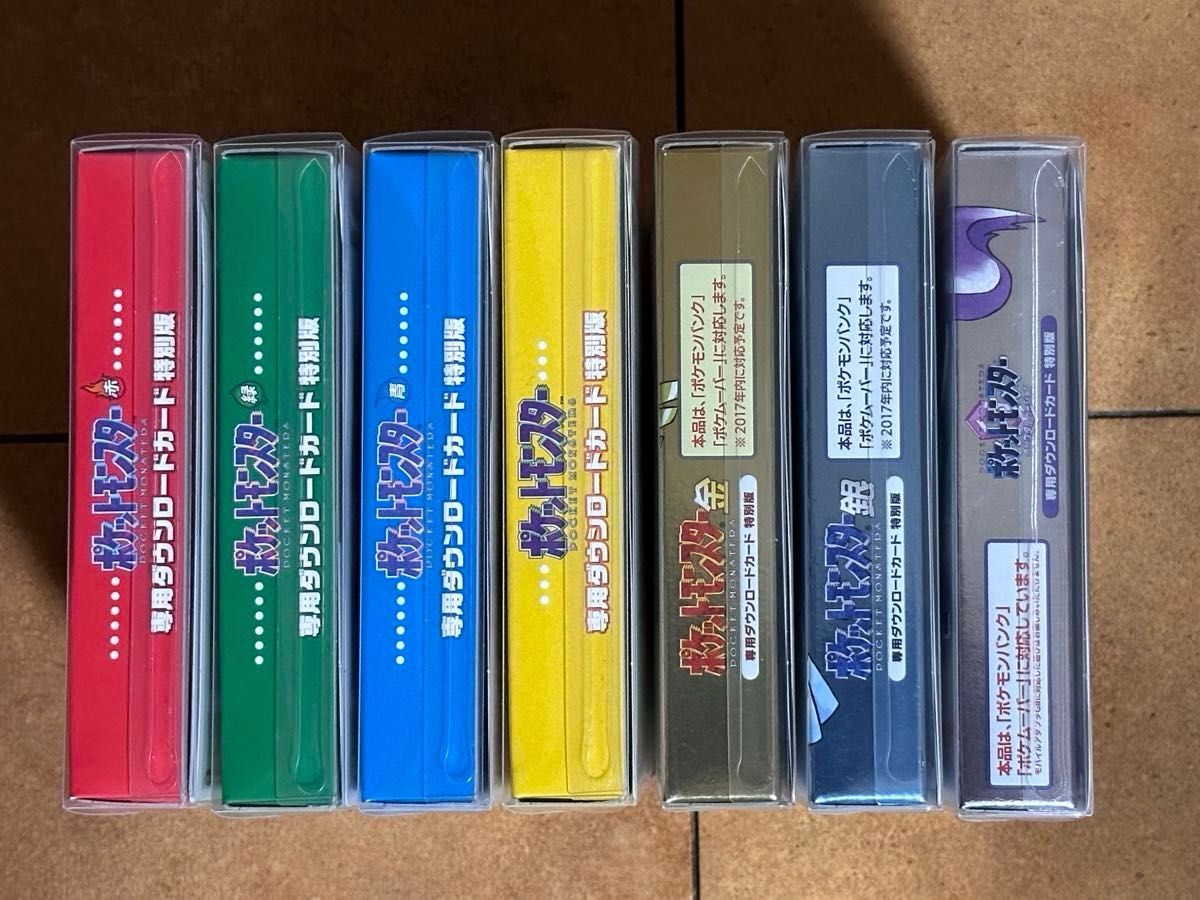 ポケットモンスター 赤
POCKET MONSTERS
専用ダウンロードカード 特別版
ポケットモンスター 緑
POCKET MONSTERS
専用ダウンロードカード 特別版
ポケットモンスター 青
POCKET MONSTERS
専用ダウンロードカード 特別版
ポケットモンスター
POCKET MONSTERS
専用ダウンロードカード 特別版
本品は、「ポケモンバンク」
「ポケムーバー」に対応します。
※2017年内に対応予定です。
ポケットモンスター 金
POCKET MONSTERS
専用ダウンロードカード 特別版
本品は、「ポケモンバンク」
「ポケムーバー」に対応します。
※2017年内に対応予定です。
ポケットモンスター 銀
POCKET MONSTERS
専用ダウンロードカード 特別版
ポケットモンスター
専用ダウンロードカード 特別版
本品は、「ポケモンバンク」
「ポケムーバー」に対応しています。